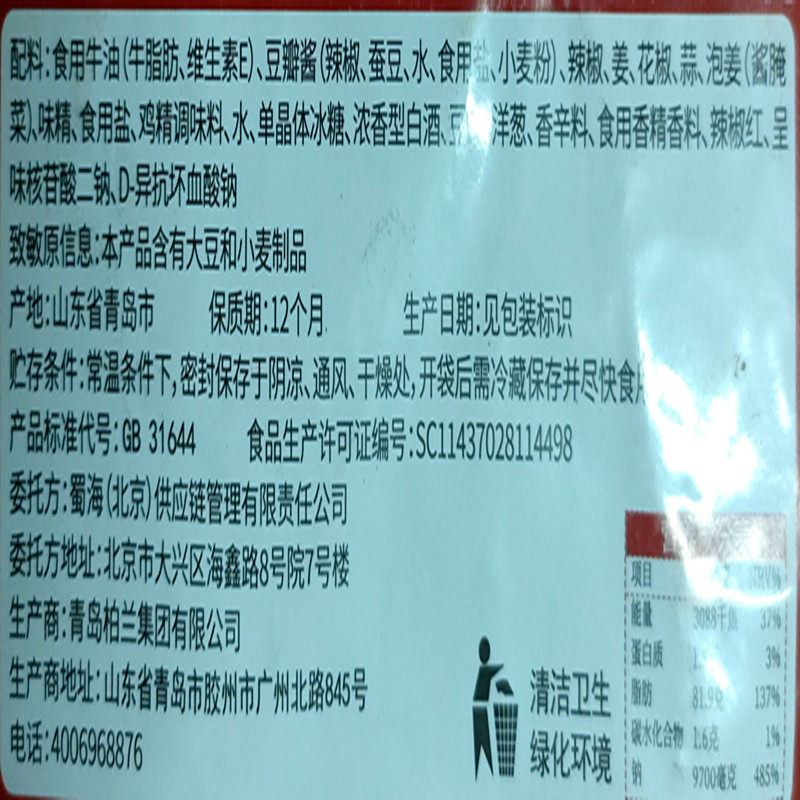 配料:食用牛油(牛脂肪、维生素E)、豆瓣酱(辣椒、蚕豆、水、食用盐、小麦粉)、辣椒、姜、花椒、蒜、泡姜(酱腌
菜)、味精、食用盐、鸡精调味料、水、单晶体冰糖、浓香型白酒、洋葱、香辛料、食用香精香料、辣椒红、呈
味核苷酸二钠、D-异抗坏血酸钠
致敏原信息:本产品含有大豆和小麦制品
产地:山东省青岛市 保质期:12个月 生产日期:见包装标识
贮存条件:常温条件下,密封保存于阴凉、通风、干燥处,开袋后需冷藏保存并尽快食用
产品标准代号:GB 31644 食品生产许可证编号:SC11437028114498
委托方:蜀海(北京)供应链管理有限责任公司
委托方地址:北京市大兴区海鑫路8号院7号楼
生产商:青岛柏兰集团有限公司
生产商地址:山东省青岛市胶州市广州北路845号
电话:4006968876
清洁卫生
绿化环境
项目 NRV%
能量 3088千焦 37%
蛋白质 3%
脂肪 81.9克 137%
碳水化合物 1.6克 1%
钠 9700毫克 485%